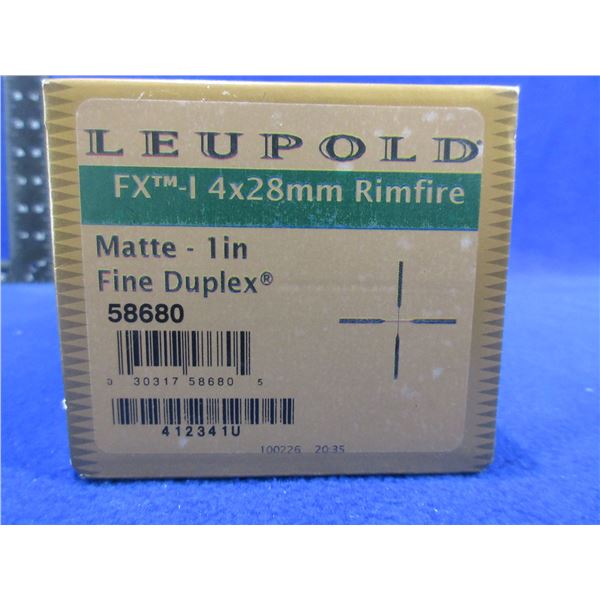 LEUPOLD®
FX™-I 4x28mm Rimfire
Matte - 1in
Fine Duplex®
58680
0 30317 58680 5
412341U
100226 20:35